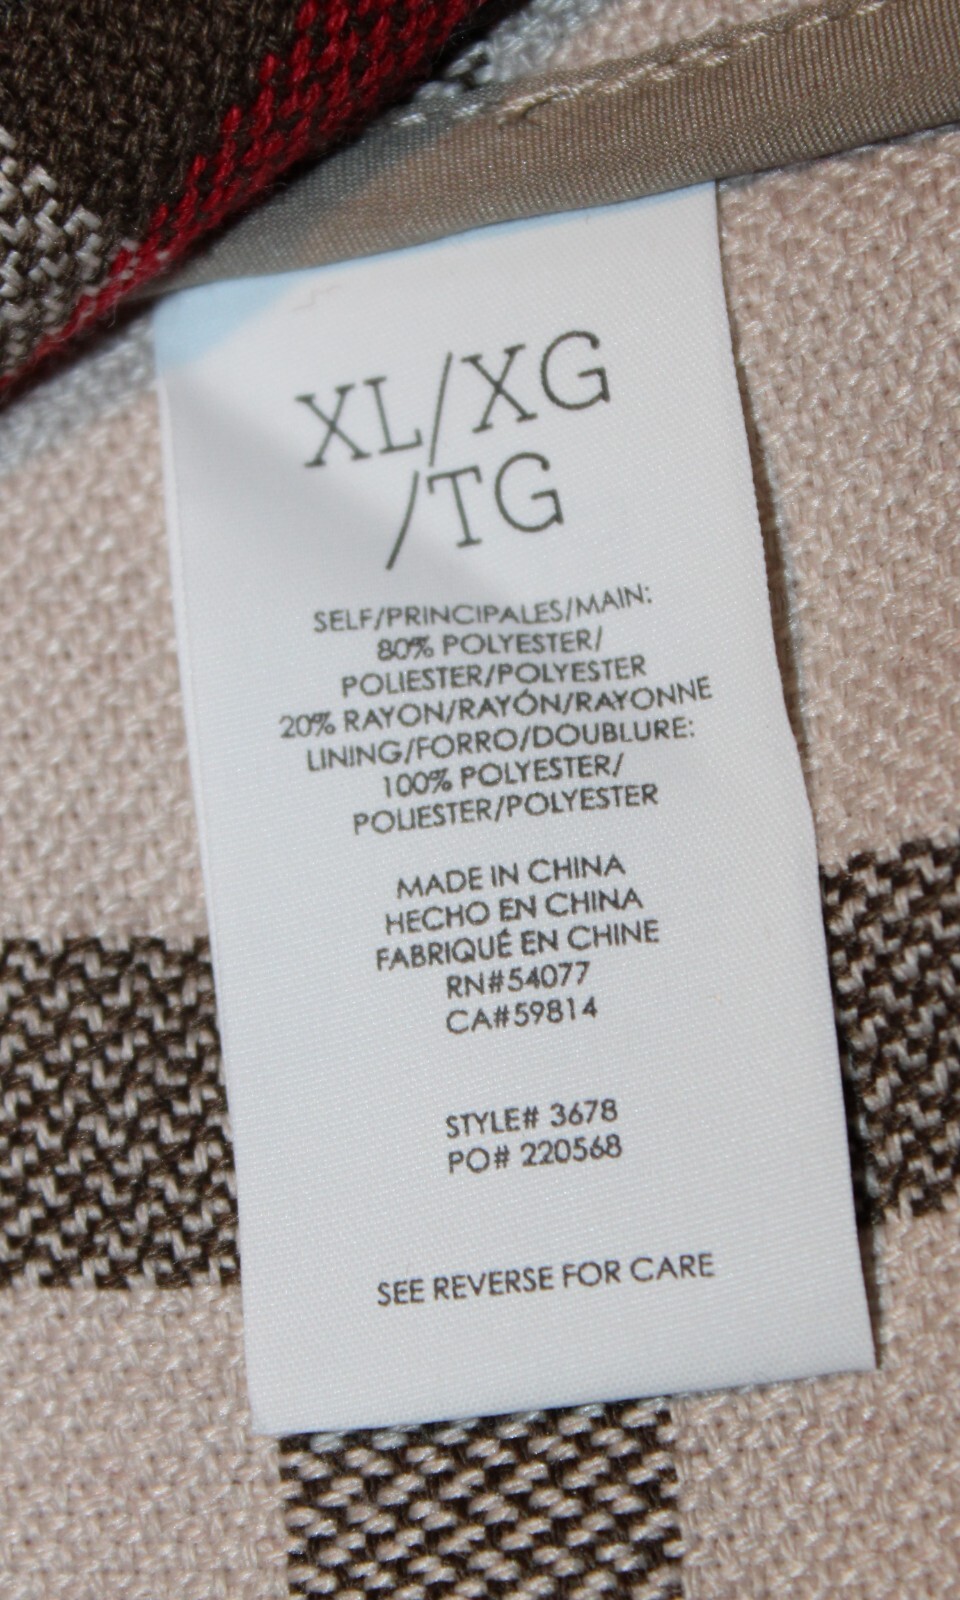 XL/XG
/TG
SELF/PRINCIPALES/MAIN:
80% POLYESTER/
POLIESTER/POLYESTER
20% RAYON/RAYÓN/RAYONNE
LINING/FORRO/DOUBLURE:
100% POLYESTER/
POLIESTER/POLYESTER
MADE IN CHINA
HECHO EN CHINA
FABRIQUÉ EN CHINE
RN#54077
CA#59814
STYLE# 3678
PO# 220568
SEE REVERSE FOR CARE